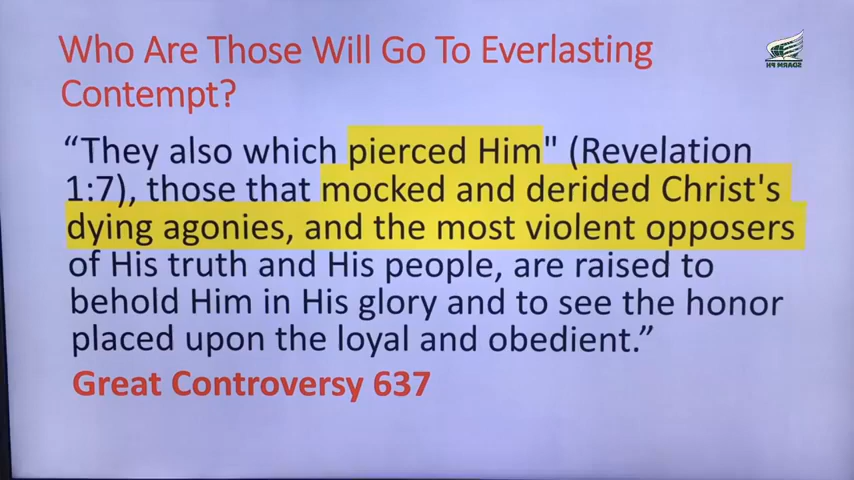 Who Are Those Will Go To Everlasting
Contempt?
“They also which pierced Him" (Revelation
1:7), those that mocked and derided Christ's
dying agonies, and the most violent opposers
of His truth and His people, are raised to
behold Him in His glory and to see the honor
placed upon the loyal and obedient.”
Great Controversy 637
SDARM PH